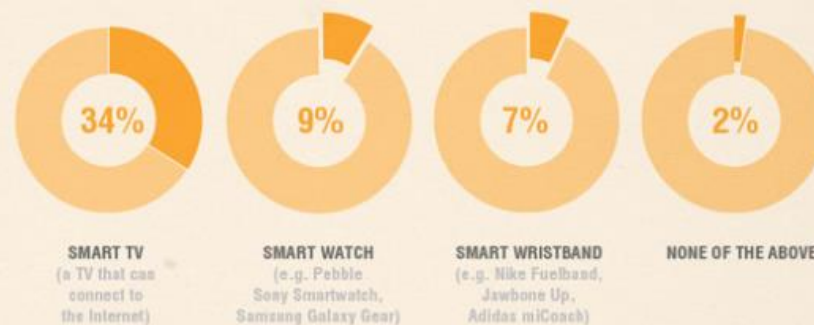 34%
9%
7%
2%
SMART TV
(a TV that can
connect to
the Internet)
SMART WATCH
(e.g. Pebble
Sony Smartwatch,
Samsung Galaxy Gear)
SMART WRISTBAND
(e.g. Nike Fuelband,
Jawbone Up,
Adidas miCoach)
NONE OF THE ABOVE